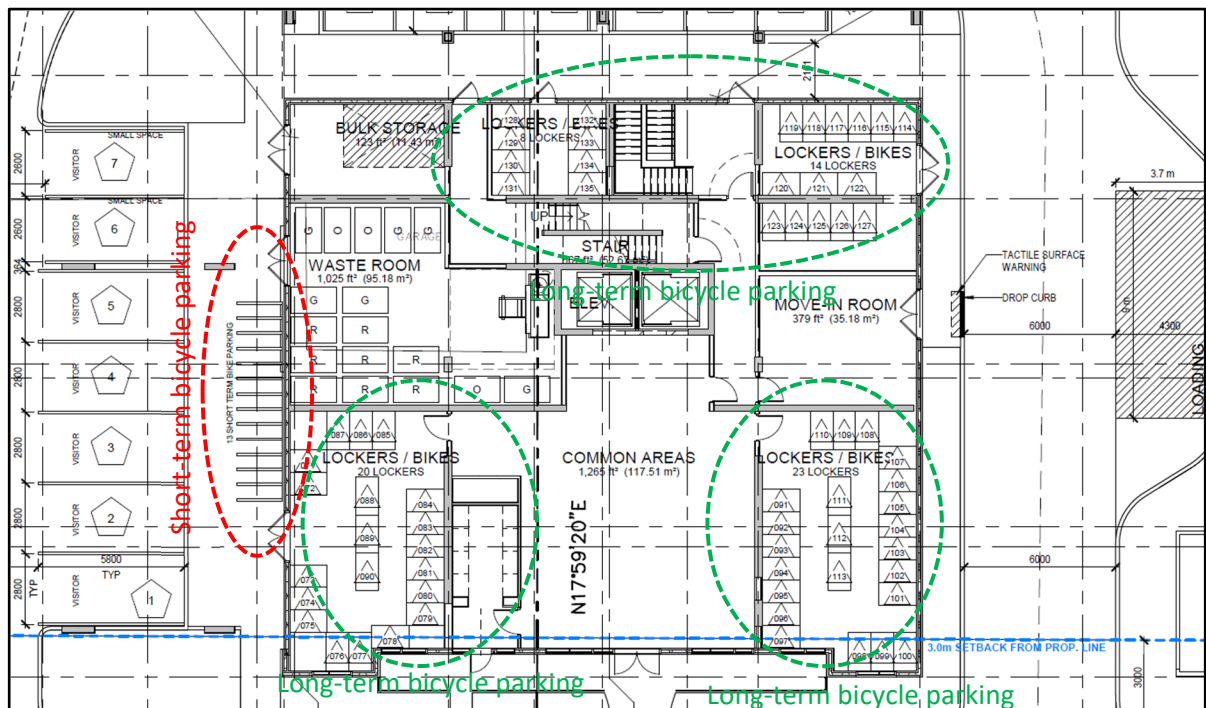 SMALL SPACE
2600
VISITOR
7
SMALL SPACE
2600
VISITOR
6
364
2800
VISITOR
5
2800
VISITOR
4
2800
VISITOR
3
2800
VISITOR
2
5800
TYP
2800
TYP
VISITOR
1
Short-term bicycle parking
13 SHORT TERM BIKE PARKING
BULK STORAGE
123 ft² (11.43 m²)
LOCKERS / BIKES
8 LOCKERS
128
129
130
131
132
133
134
135
119
118
117
116
115
114
LOCKERS / BIKES
14 LOCKERS
120
121
122
123
124
125
126
127
UP
STAIR
G
O
O
G
G
GARAGE
WASTE ROOM
1,025 ft² (95.18 m²)
G
G
R
R
R
R
R
R
R
R
O
G
Long-term bicycle parking
ELEV.
MOVE-IN ROOM
379 ft² (35.18 m²)
087
086
085
LOCKERS / BIKES
20 LOCKERS
072
088
089
090
084
083
082
081
080
079
073
074
075
076
077
078
COMMON AREAS
1,265 ft² (117.51 m²)
N17°59'20"E
110
109
108
LOCKERS / BIKES
23 LOCKERS
107
106
105
104
103
102
101
111
112
113
091
092
093
094
095
096
097
098
099
100
3.7 m
TACTILE SURFACE
WARNING
DROP CURB
6000
9 m
4300
LOADING
6000
3.0m SETBACK FROM PROP. LINE
3000
Long-term bicycle parking
Long-term bicycle parking